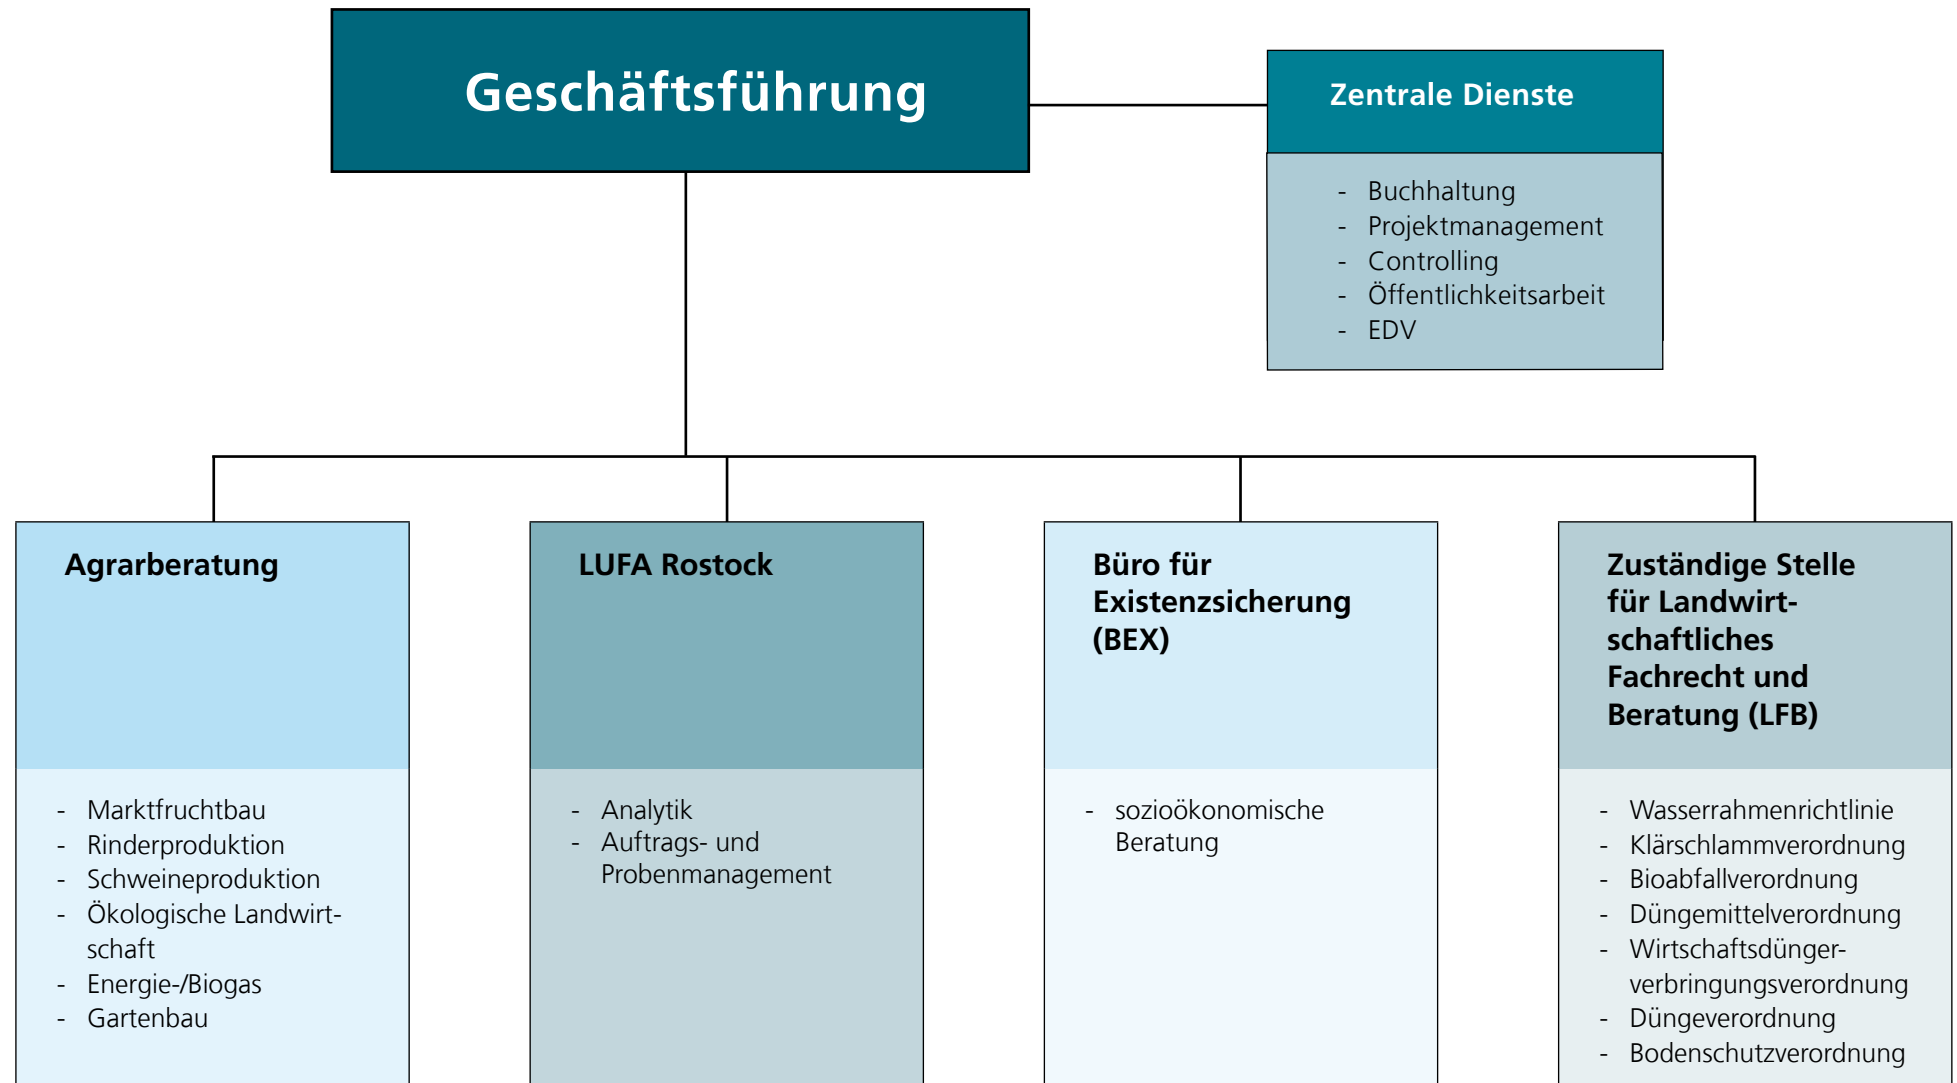 Geschäftsführung
Zentrale Dienste
- Buchhaltung
- Projektmanagement
- Controlling
- Öffentlichkeitsarbeit
- EDV
Agrarberatung
- Marktfruchtbau
- Rinderproduktion
- Schweineproduktion
- Ökologische Landwirt-
schaft
- Energie-/Biogas
- Gartenbau
LUFA Rostock
- Analytik
- Auftrags- und
Probenmanagement
Büro für
Existenzsicherung
(BEX)
- sozioökonomische
Beratung
Zuständige Stelle
für Landwirt-
schaftliches
Fachrecht und
Beratung (LFB)
- Wasserrahmenrichtlinie
- Klärschlammverordnung
- Bioabfallverordnung
- Düngemittelverordnung
- Wirtschaftsdünger-
verbringungsverordnung
- Düngeverordnung
- Bodenschutzverordnung